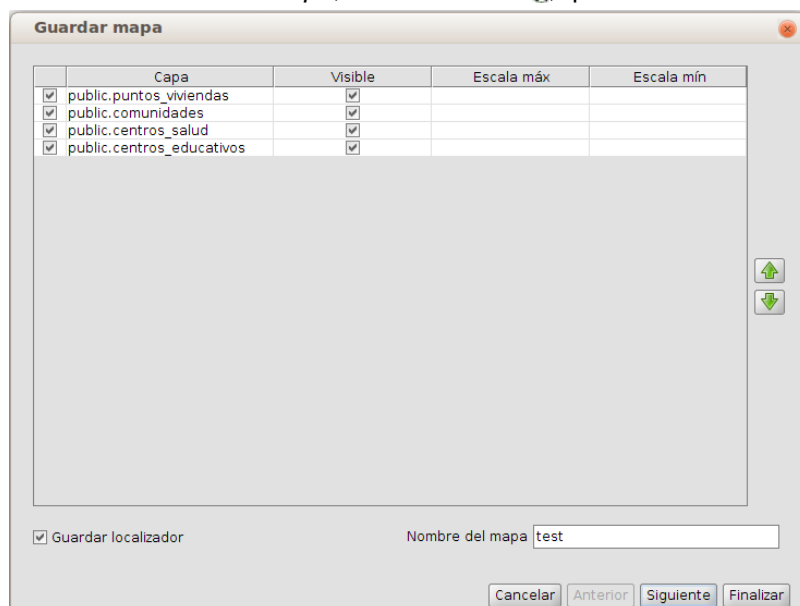 Guardar mapa
Capa Visible Escala máx Escala mín
public.puntos_viviendas
public.comunidades
public.centros_salud
public.centros_educativos
Guardar localizador Nombre del mapa test
Cancelar Anterior Siguiente Finalizar